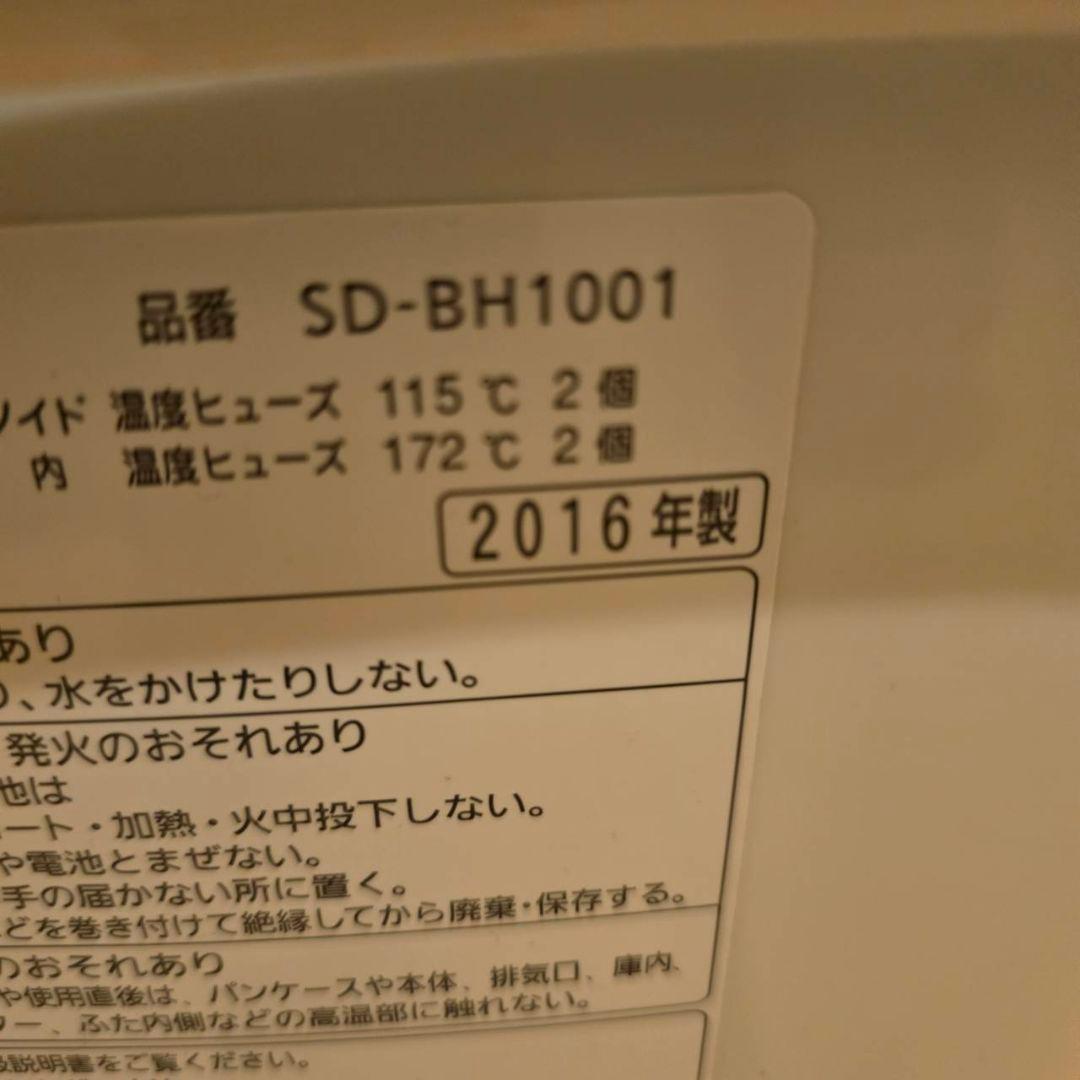 品番 SD-BH1001
ソイド 温度ヒューズ 115℃ 2個
内 温度ヒューズ 172℃ 2個
2016年製
あり
、水をかけたりしない。
発火のおそれあり
池は
ート・加熱・火中投下しない。
や電池とまぜない。
手の届かない所に置く。
どを巻き付けて絶縁してから廃棄・保存する。
のおそれあり
や使用直後は、パンケースや本体、排気口、庫内、
ー、ふた内側などの高温部に触れない。
扱説明書をご覧ください。